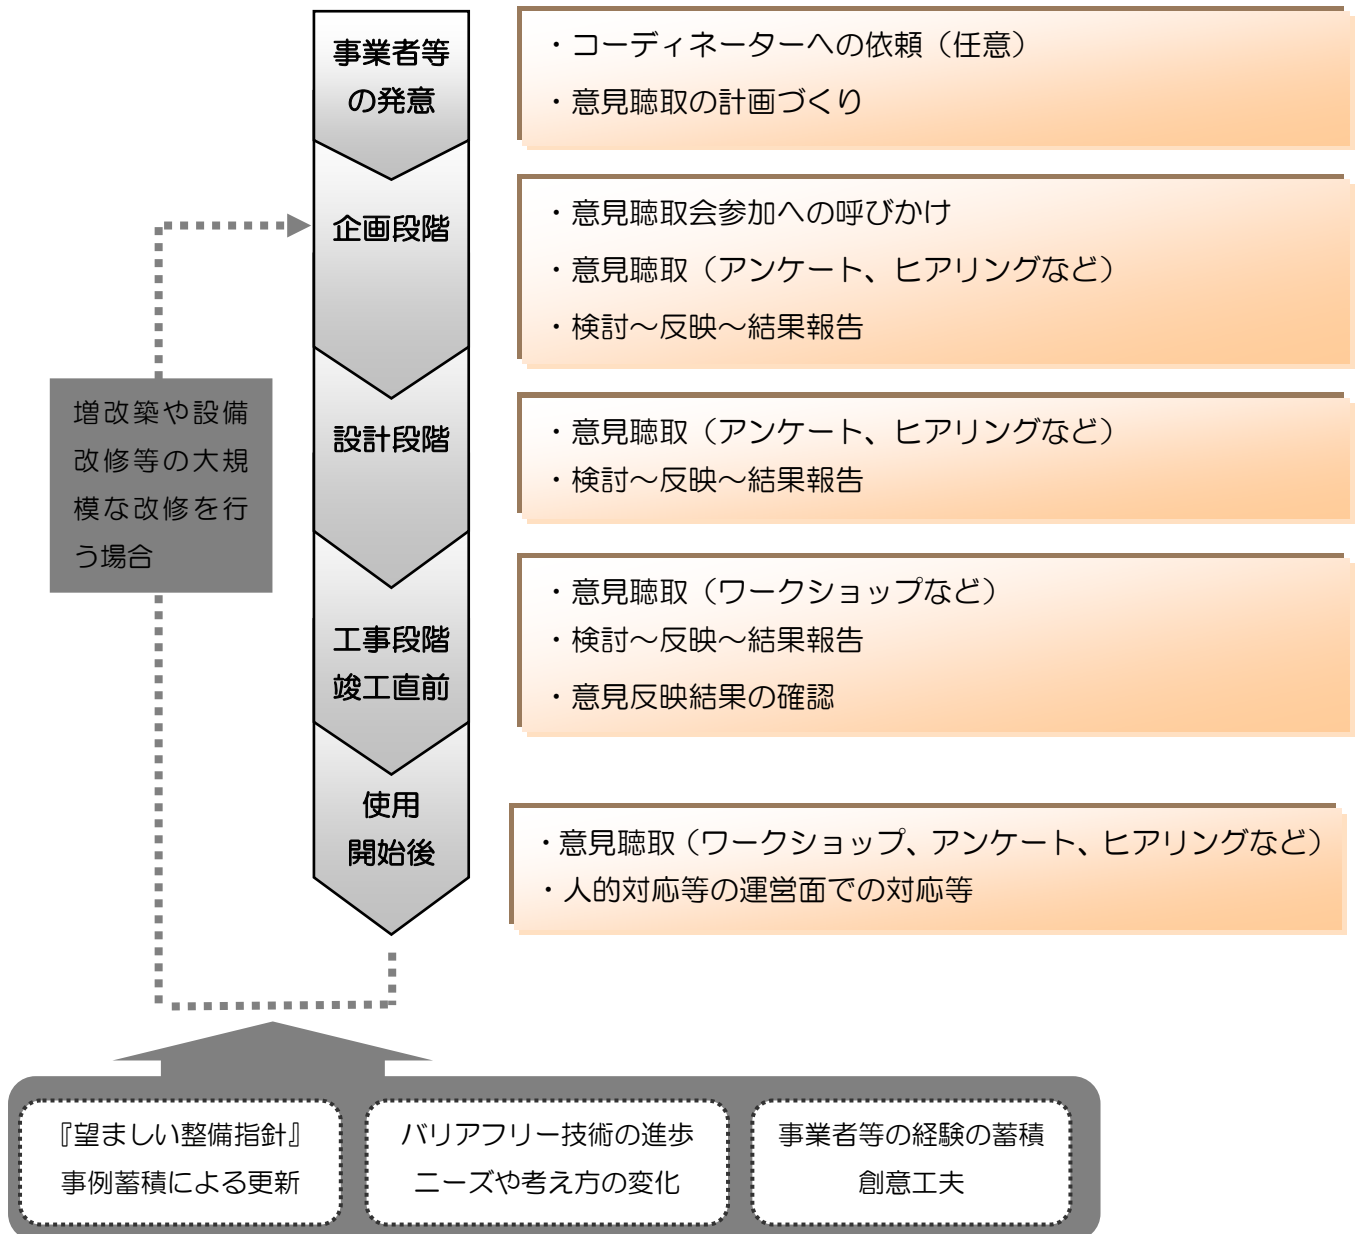 事業者等
の発意
・コーディネーターへの依頼（任意）
・意見聴取の計画づくり
企画段階
・意見聴取会参加への呼びかけ
・意見聴取（アンケート、ヒアリングなど）
・検討～反映～結果報告
増改築や設備
改修等の大規
模な改修を行
う場合
設計段階
・意見聴取（アンケート、ヒアリングなど）
・検討～反映～結果報告
工事段階
竣工直前
・意見聴取（ワークショップなど）
・検討～反映～結果報告
・意見反映結果の確認
使用
開始後
・意見聴取（ワークショップ、アンケート、ヒアリングなど）
・人的対応等の運営面での対応等
『望ましい整備指針』
事例蓄積による更新
バリアフリー技術の進歩
ニーズや考え方の変化
事業者等の経験の蓄積
創意工夫